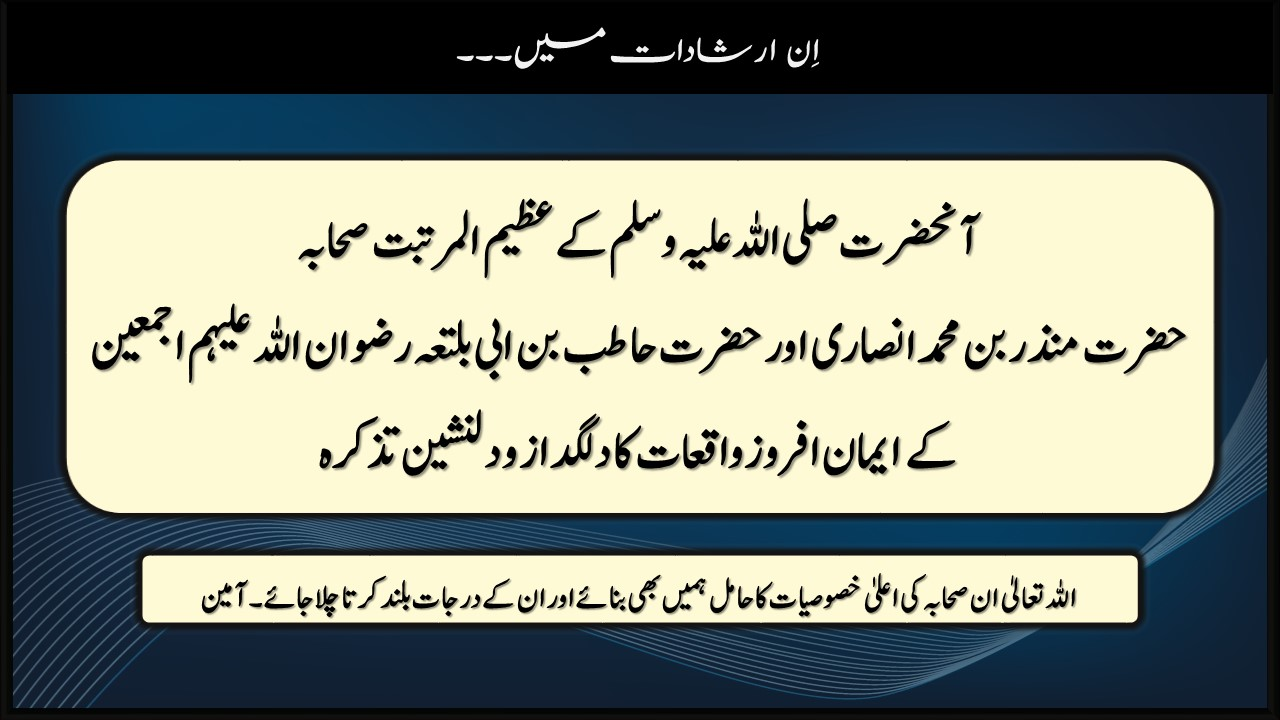 اِن ارشادات میں۔۔۔
آنحضرت صلی اللہ علیہ وسلم کے عظیم المرتبت صحابہ
حضرت منذر بن محمد انصاری اور حضرت حاطب بن ابی بلتعہ رضوان اللہ علیہم اجمعین
کے ایمان افروز واقعات کا دلگداز و دلنشین تذکرہ
اللہ تعالیٰ ان صحابہ کی اعلیٰ خصوصیات کا حامل ہمیں بھی بنائے اور ان کے درجات بلند کرتا چلا جائے۔ آمین